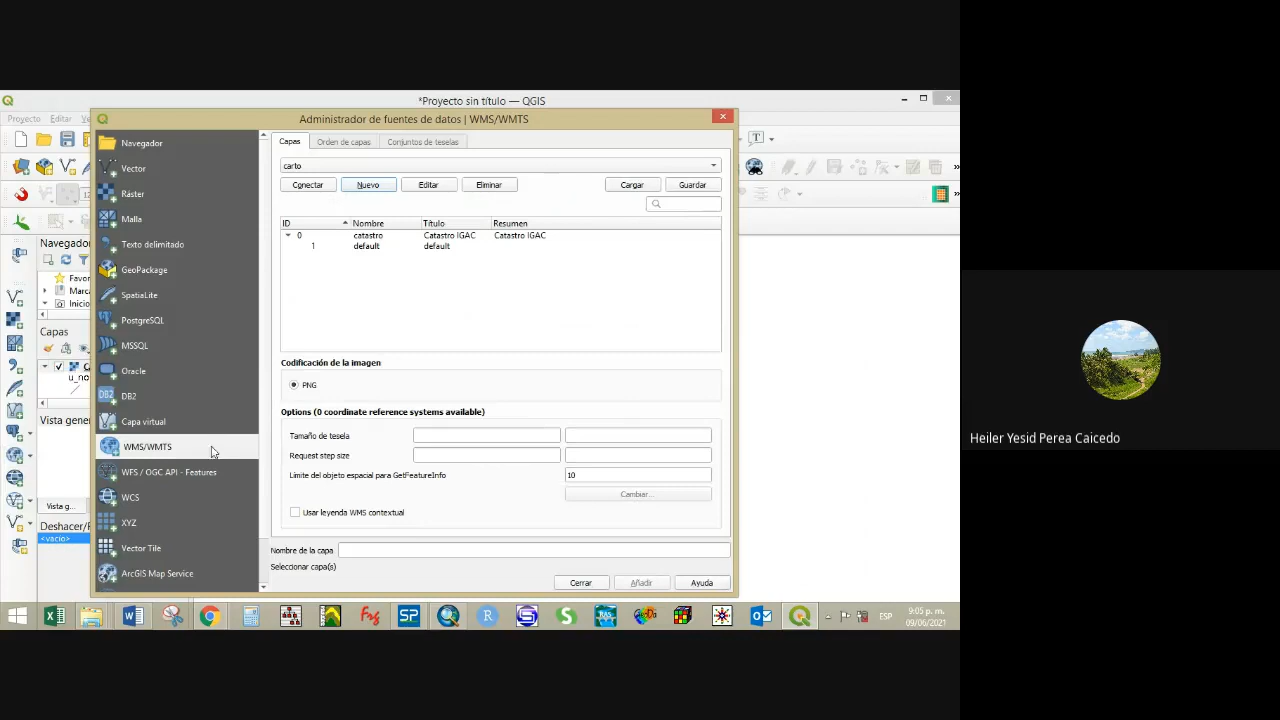 *Proyecto sin título — QGIS
Proyecto Editar
Administrador de fuentes de datos | WMS/WMTS
Navegador
Vector
Ráster
Malla
Texto delimitado
GeoPackage
SpatiaLite
PostgreSQL
MSSQL
Oracle
DB2
Capa virtual
WMS/WMTS
WFS / OGC API - Features
WCS
XYZ
Vector Tile
ArcGIS Map Service
Capas
Orden de capas
Conjuntos de teselas
carto
Conectar
Nuevo
Editar
Eliminar
Cargar
Guardar
ID Nombre Título Resumen
0 catastro Catastro IGAC Catastro IGAC
1 default default
Codificación de la imagen
PNG
Options (0 coordinate reference systems available)
Tamaño de tesela
Request step size
Límite del objeto espacial para GetFeatureInfo
10
Cambiar...
Usar leyenda WMS contextual
Nombre de la capa
Seleccionar capa(s)
Cerrar
Añadir
Ayuda
Navegador
Favor
Marca
Inicio
Capas
u_no
Vista gener
Vista g...
Deshacer/R
<vacío>
ESP
9:05 p. m.
09/06/2021
Heiler Yesid Perea Caicedo